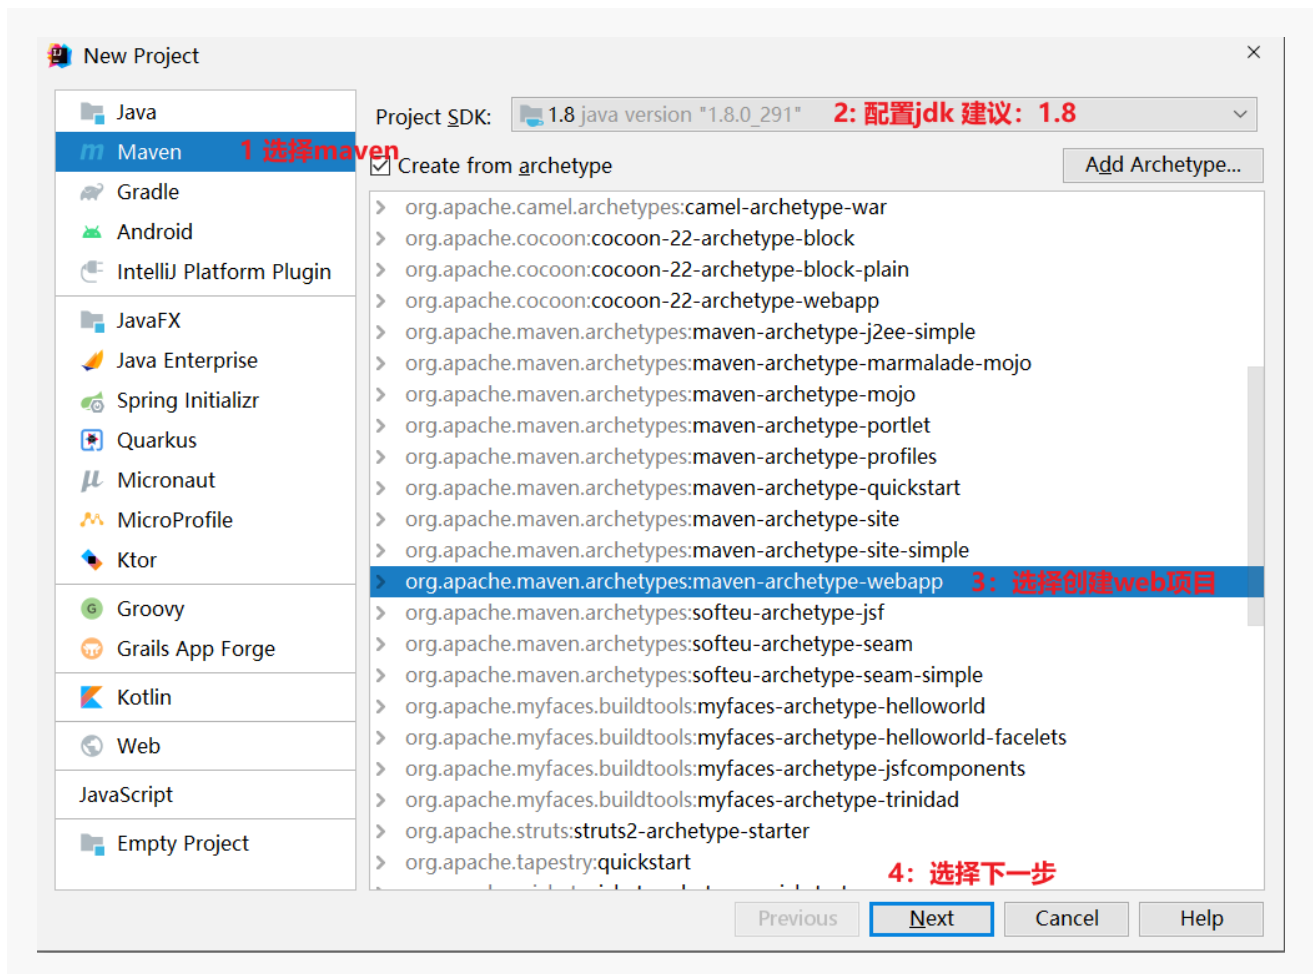 New Project
Java
Maven
1 选择maven
Gradle
Android
IntelliJ Platform Plugin
JavaFX
Java Enterprise
Spring Initializr
Quarkus
Micronaut
MicroProfile
Ktor
Groovy
Grails App Forge
Kotlin
Web
JavaScript
Empty Project
Project SDK: 1.8 java version "1.8.0_291" 2: 配置jdk 建议：1.8
Create from archetype
Add Archetype...
org.apache.camel.archetypes:camel-archetype-war
org.apache.cocoon:cocoon-22-archetype-block
org.apache.cocoon:cocoon-22-archetype-block-plain
org.apache.cocoon:cocoon-22-archetype-webapp
org.apache.maven.archetypes:maven-archetype-j2ee-simple
org.apache.maven.archetypes:maven-archetype-marmalade-mojo
org.apache.maven.archetypes:maven-archetype-mojo
org.apache.maven.archetypes:maven-archetype-portlet
org.apache.maven.archetypes:maven-archetype-profiles
org.apache.maven.archetypes:maven-archetype-quickstart
org.apache.maven.archetypes:maven-archetype-site
org.apache.maven.archetypes:maven-archetype-site-simple
org.apache.maven.archetypes:maven-archetype-webapp 3：选择创建web项目
org.apache.maven.archetypes:softeu-archetype-jsf
org.apache.maven.archetypes:softeu-archetype-seam
org.apache.maven.archetypes:softeu-archetype-seam-simple
org.apache.myfaces.buildtools:myfaces-archetype-helloworld
org.apache.myfaces.buildtools:myfaces-archetype-helloworld-facelets
org.apache.myfaces.buildtools:myfaces-archetype-jsfcomponents
org.apache.myfaces.buildtools:myfaces-archetype-trinidad
org.apache.struts:struts2-archetype-starter
org.apache.tapestry:quickstart
4：选择下一步
Previous
Next
Cancel
Help